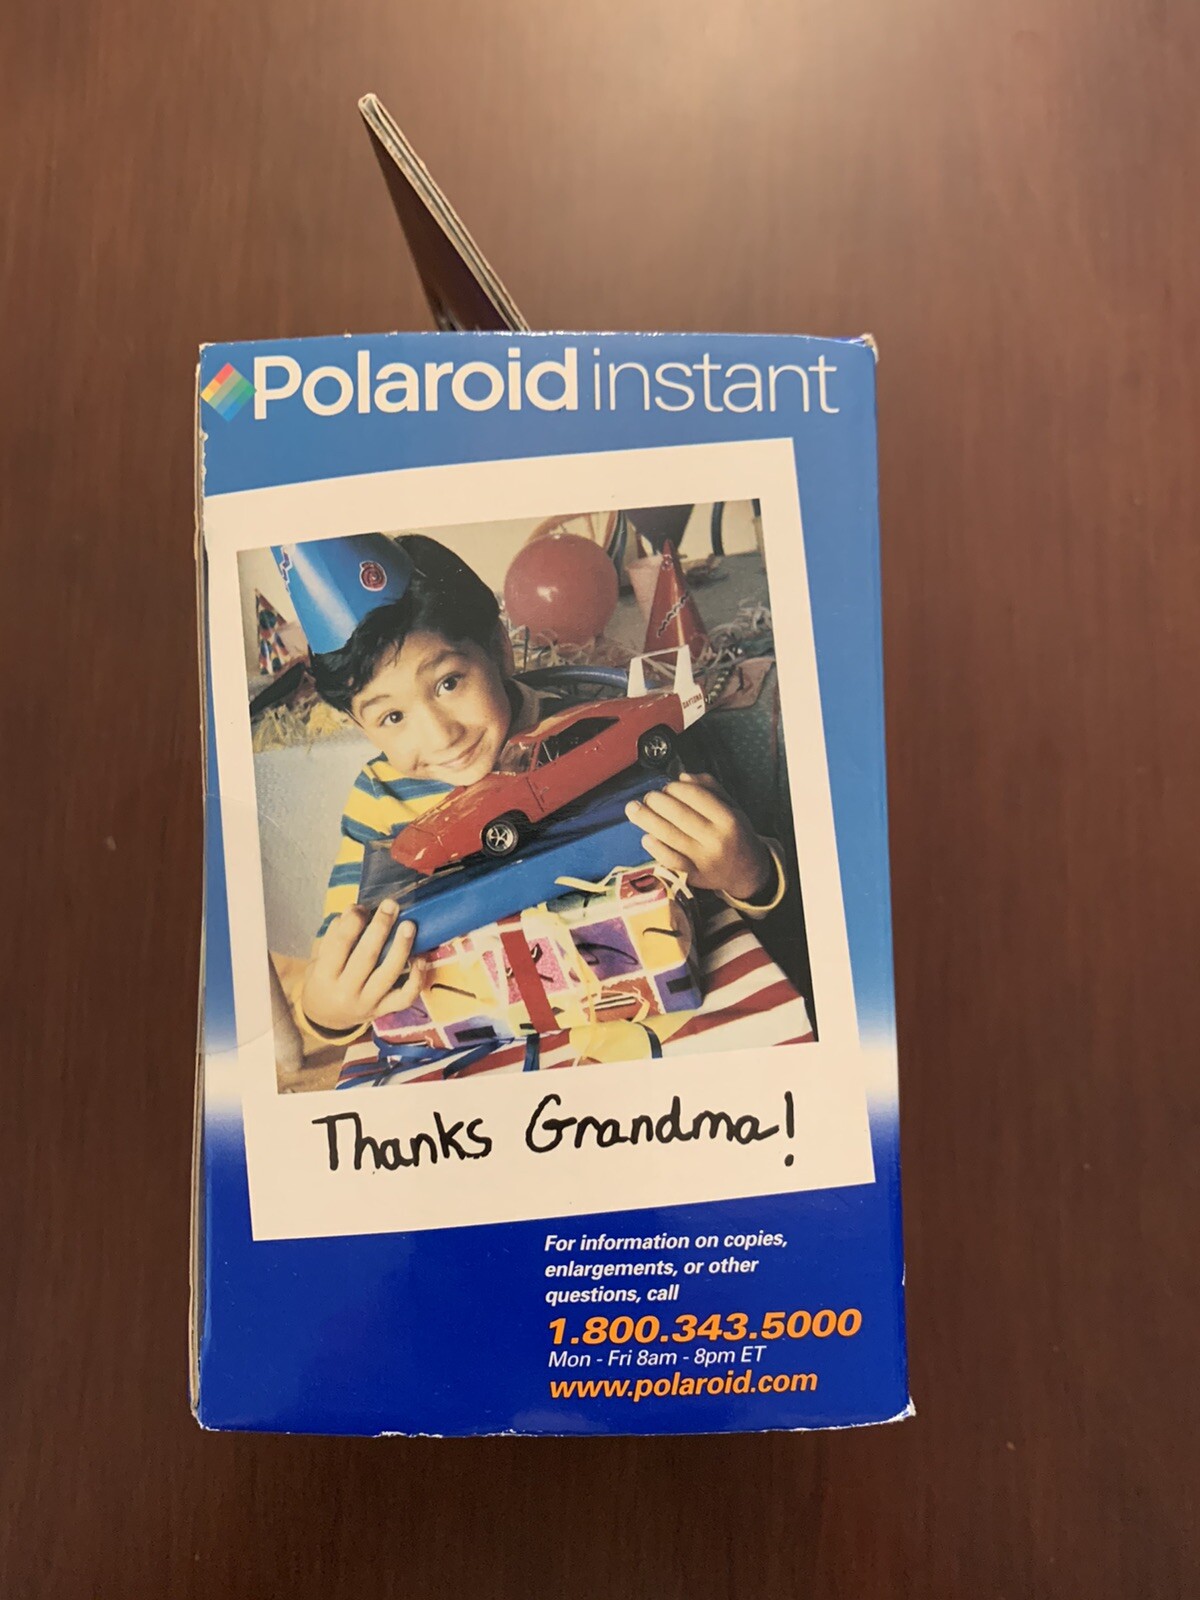 Polaroid instant
DAYTONA
Thanks Grandma!
For information on copies,
enlargements, or other
questions, call
1.800.343.5000
Mon - Fri 8am - 8pm ET
www.polaroid.com